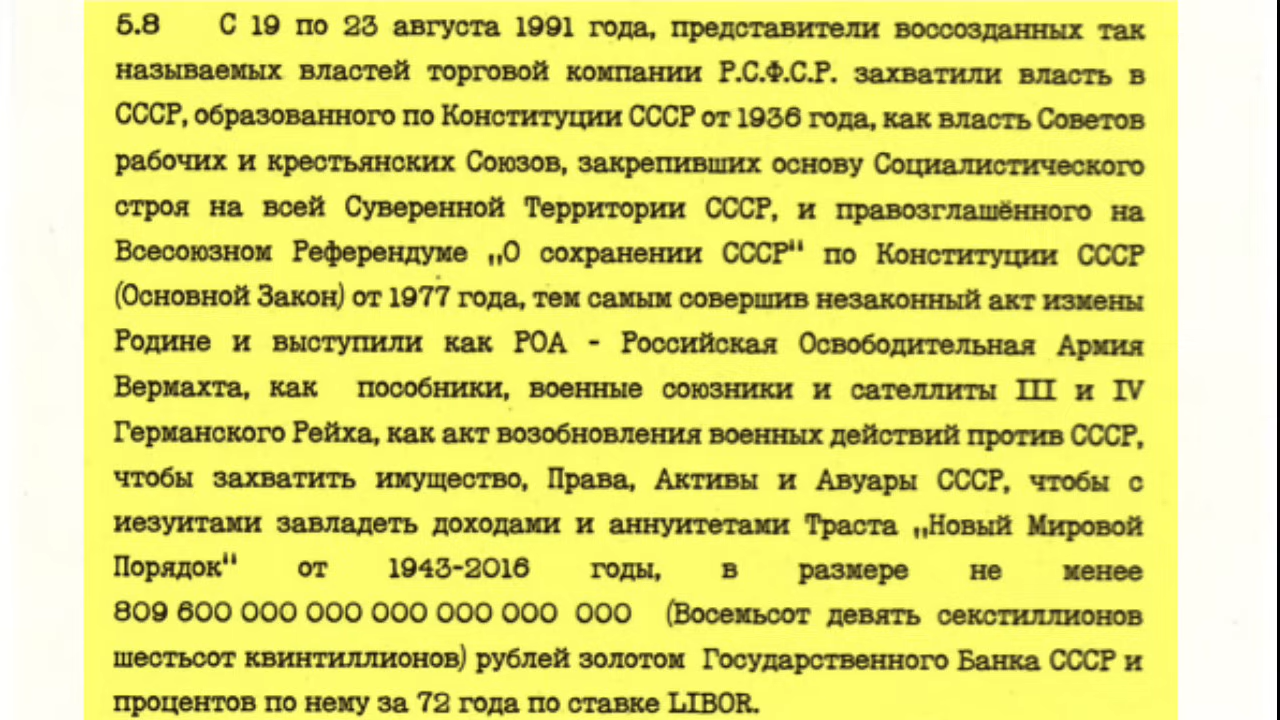 5.8 С 19 по 23 августа 1991 года, представители воссозданных так
называемых властей торговой компании Р.С.Ф.С.Р. захватили власть в
СССР, образованного по Конституции СССР от 1936 года, как власть Советов
рабочих и крестьянских Союзов, закрепивших основу Социалистического
строя на всей Суверенной Территории СССР, и правозглашённого на
Всесоюзном Референдуме „О сохранении СССР" по Конституции СССР
(Основной Закон) от 1977 года, тем самым совершив незаконный акт измены
Родине и выступили как РОА - Российская Освободительная Армия
Вермахта, как пособники, военные союзники и сателлиты III и IV
Германского Рейха, как акт возобновления военных действий против СССР,
чтобы захватить имущество, Права, Активы и Авуары СССР, чтобы с
иезуитами завладеть доходами и аннуитетами Траста „Новый Мировой
Порядок" от 1943-2016 годы, в размере не менее
809 600 000 000 000 000 000 000 (Восемьсот девять секстиллионов
шестьсот квинтиллионов) рублей золотом Государственного Банка СССР и
процентов по нему за 72 года по ставке LIBOR.